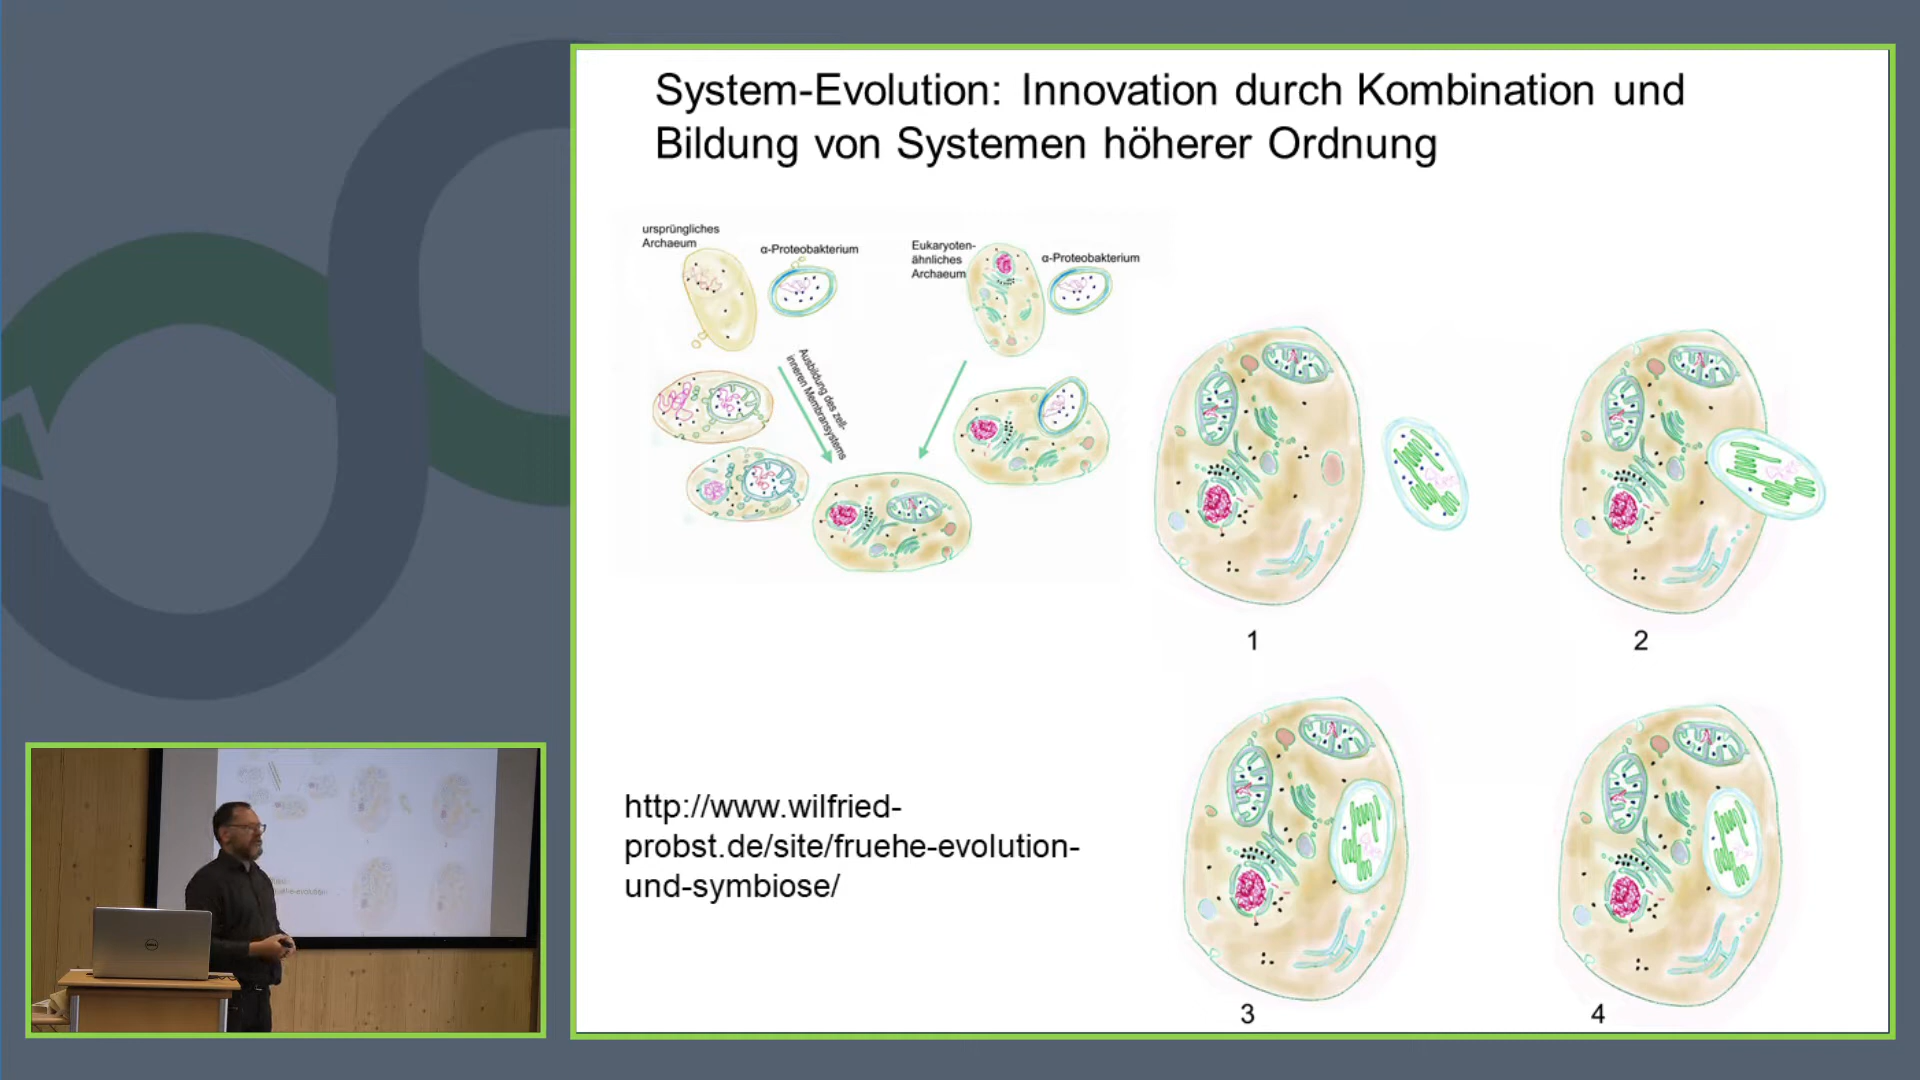 System-Evolution: Innovation durch Kombination und
Bildung von Systemen höherer Ordnung
ursprüngliches
Archaeum
α-Proteobakterium
Eukaryoten-
ähnliches
Archaeum
α-Proteobakterium
Ausbildung des zell-
inneren Membransystems
1
2
3
4
http://www.wilfried-
probst.de/site/fruehe-evolution-
und-symbiose/
DELL